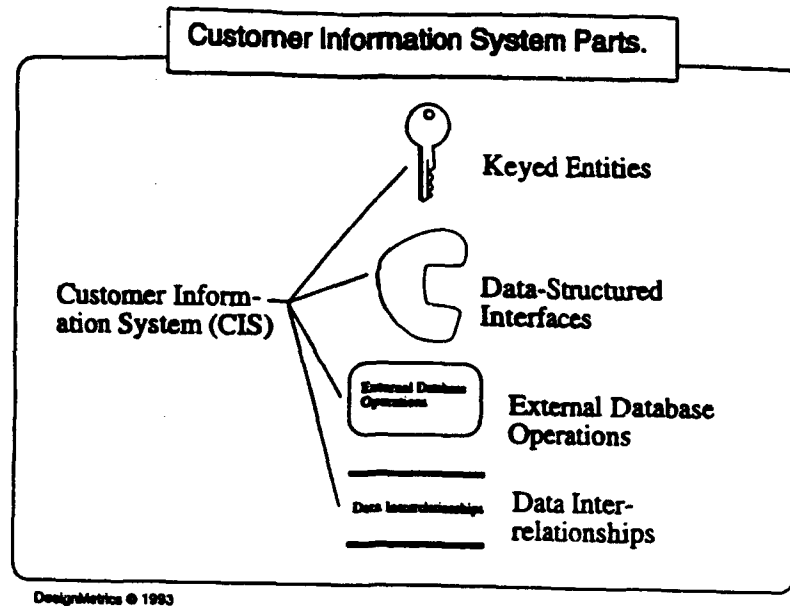 Customer Information System Parts.
Keyed Entities
Customer Inform-
ation System (CIS)
Data-Structured
Interfaces
External Database
Operations
External Database
Operations
Data Interrelationships
Data Inter-
relationships
DesignMetrics © 1993